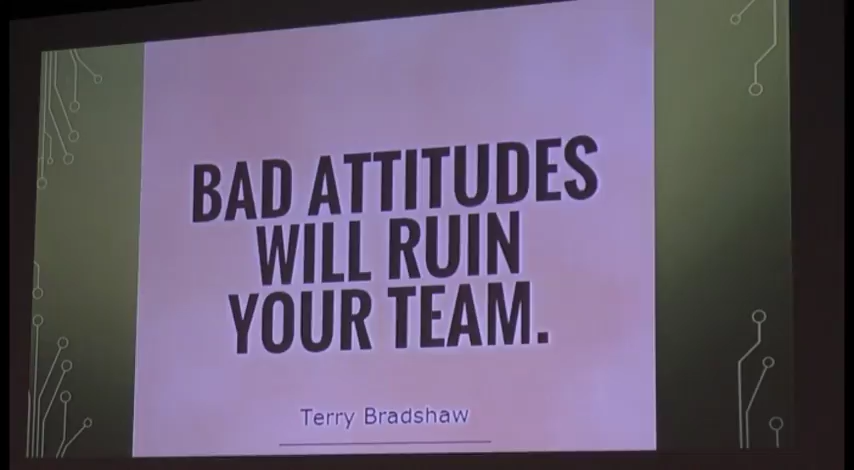 BAD ATTITUDES
WILL RUIN
YOUR TEAM.
Terry Bradshaw